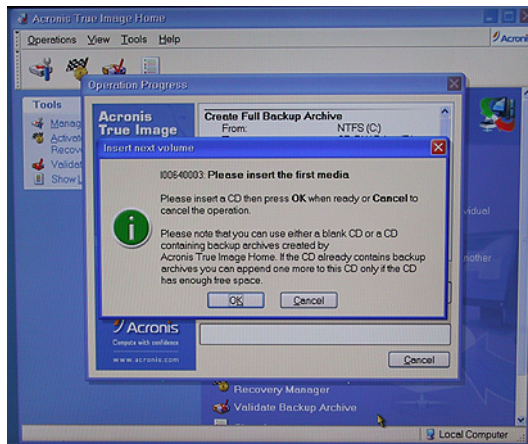 Acronis True Image Home
Operations View Tools Help
Acroni
Operation Progress
Tools
Manag
Activat
Recov
Validat
Show L
Acronis
True Image
Create Full Backup Archive
From: NTFS (C:)
Insert next volume
I00640003: Please insert the first media
Please insert a CD then press OK when ready or Cancel to
cancel the operation.
Please note that you can use either a blank CD or a CD
containing backup archives created by
Acronis True Image Home. If the CD already contains backup
archives you can append one more to this CD only if the CD
has enough free space.
OK Cancel
vidual
nother
Acronis
Compute with confidence
www.acronis.com
Cancel
Recovery Manager
Validate Backup Archive
Local Computer